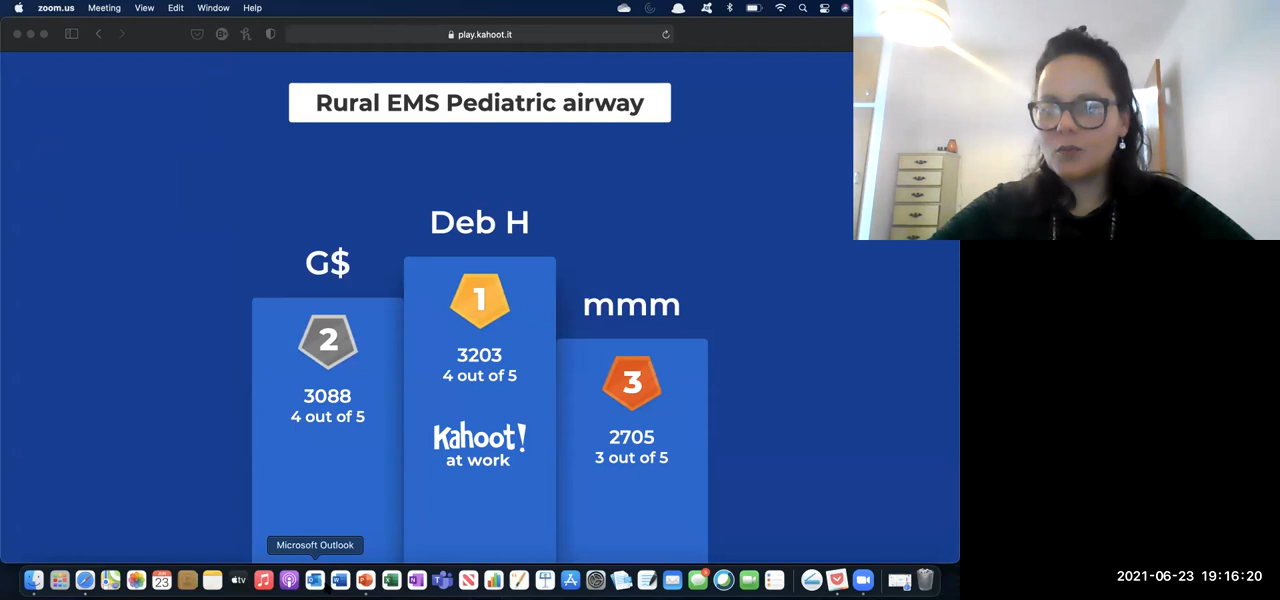 zoom.us Meeting View Edit Window Help
play.kahoot.it
Rural EMS Pediatric airway
Deb H
G$
mmm
1
2
3
3203
4 out of 5
3088
4 out of 5
2705
3 out of 5
Kahoot!
at work
Microsoft Outlook
23
tv
2021-06-23 19:16:20